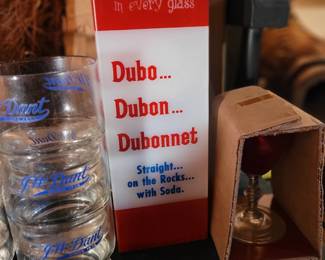 in every glass
Dubo...
Dubon...
Dubonnet
Straight...
on the Rocks...
with Soda.
Dant
J.W. Dant
J.W. Dant